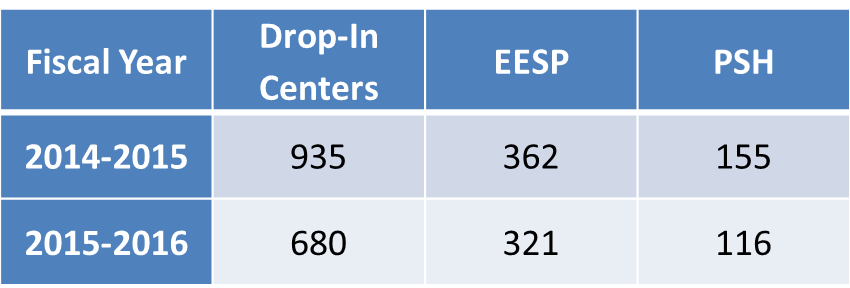 Fiscal Year Drop-In Centers EESP PSH
2014-2015 935 362 155
2015-2016 680 321 116